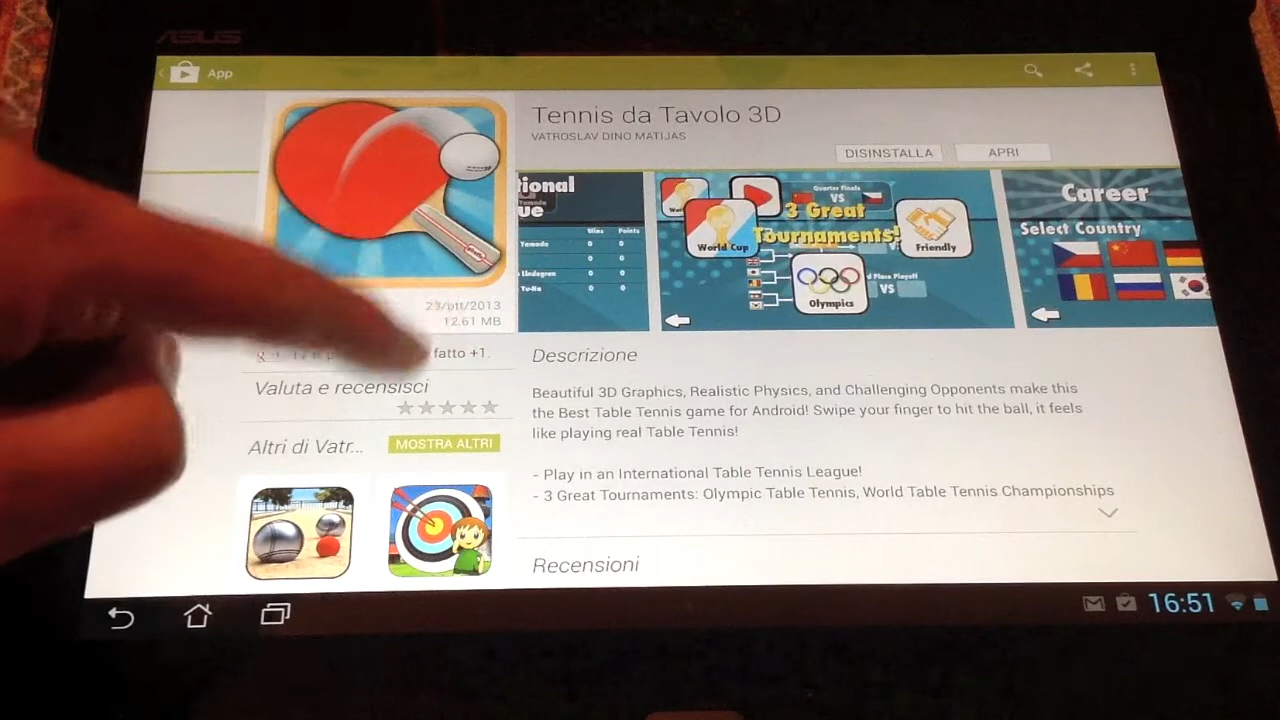 ASUS
App
Tennis da Tavolo 3D
VATROSLAV DINO MATIJAS
DISINSTALLA
APRI
23/ott/2013
12.61 MB
fatto +1.
Valuta e recensisci
Altri di Vatr...
MOSTRA ALTRI
tional
ue
Wins Points
Yamada 0 0
0 0
Lindegren 0 0
Yu-Na 0 0
Quarter Finals
VS
3 Great
Tournaments!
World Cup
Friendly
Olympics
VS
Career
Select Country
Descrizione
Beautiful 3D Graphics, Realistic Physics, and Challenging Opponents make this
the Best Table Tennis game for Android! Swipe your finger to hit the ball, it feels
like playing real Table Tennis!
- Play in an International Table Tennis League!
- 3 Great Tournaments: Olympic Table Tennis, World Table Tennis Championships
Recensioni
16:51